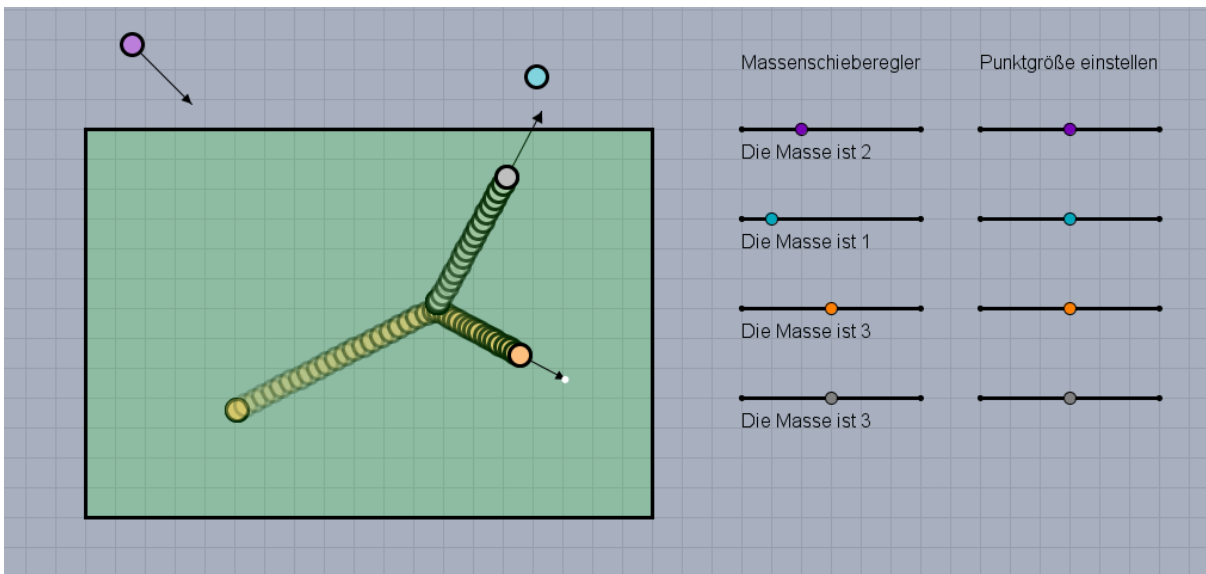 Massenschieberegler
Punktgröße einstellen
Die Masse ist 2
Die Masse ist 1
Die Masse ist 3
Die Masse ist 3